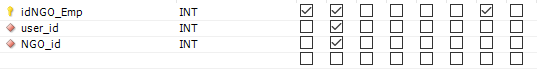 idNGO_Emp INT
user_id INT
NGO_id INT